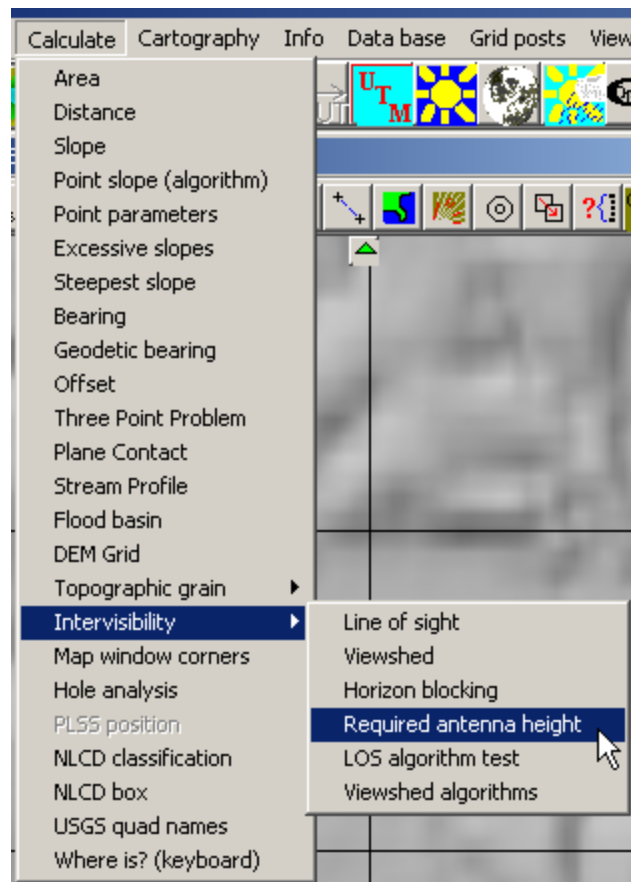 Calculate Cartography Info Data base Grid posts View
UTM
?{
Area
Distance
Slope
Point slope (algorithm)
Point parameters
Excessive slopes
Steepest slope
Bearing
Geodetic bearing
Offset
Three Point Problem
Plane Contact
Stream Profile
Flood basin
DEM Grid
Topographic grain
Intervisibility
Map window corners
Hole analysis
PLSS position
NLCD classification
NLCD box
USGS quad names
Where is? (keyboard)
Line of sight
Viewshed
Horizon blocking
Required antenna height
LOS algorithm test
Viewshed algorithms